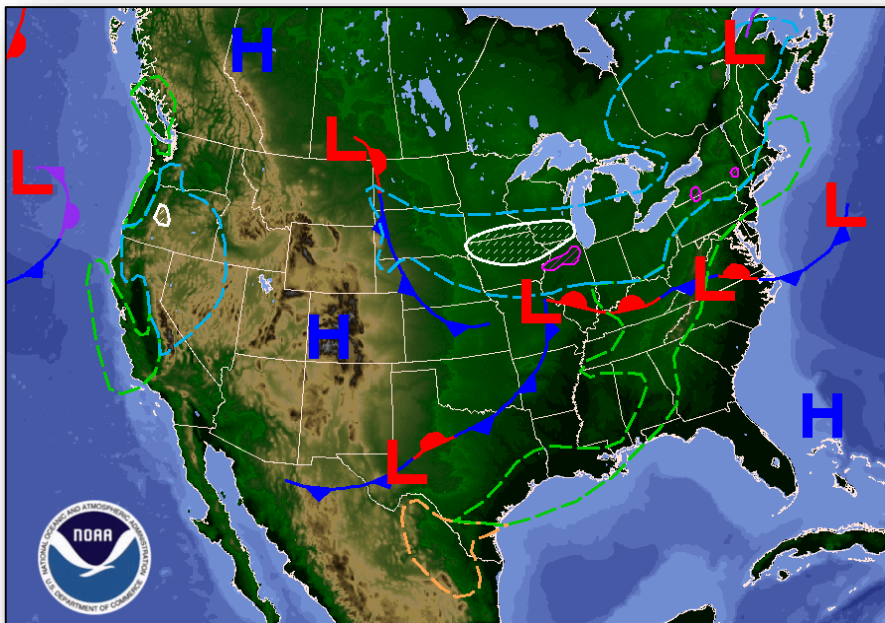 H
L
L
L
L
L
L
H
L
H
NATIONAL OCEANIC AND ATMOSPHERIC ADMINISTRATION
NOAA
U.S. DEPARTMENT OF COMMERCE